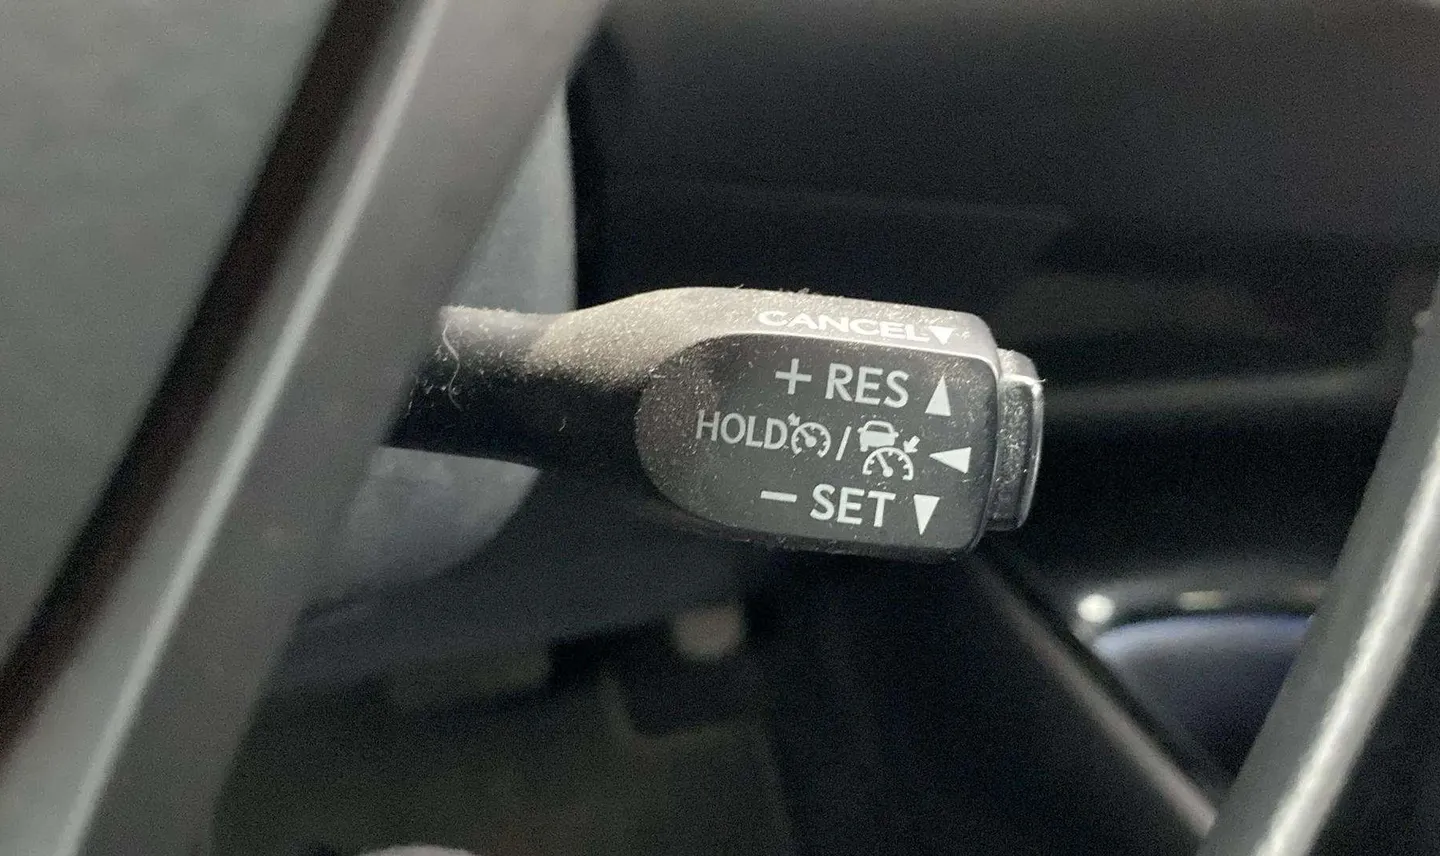 CANCEL▼
+ RES ▲
HOLD / ◀
− SET ▼